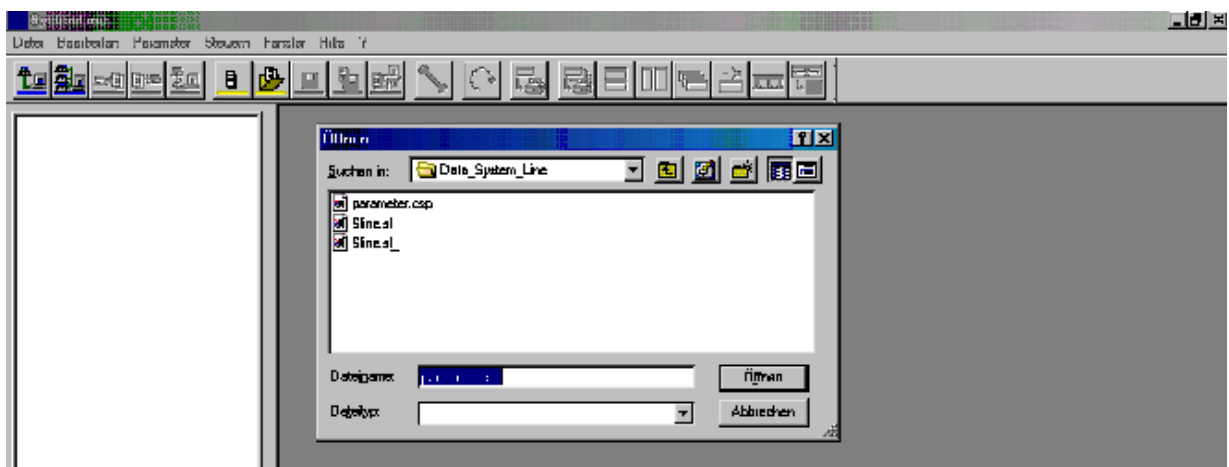 Datei Bearbeiten Parameter Steuern Fenster Hilfe ?
Öffnen
Suchen in: Data_System_Line
parameter.csp
Sline.sl
Sline.sl_
Dateiname:
Öffnen
Dateityp:
Abbrechen